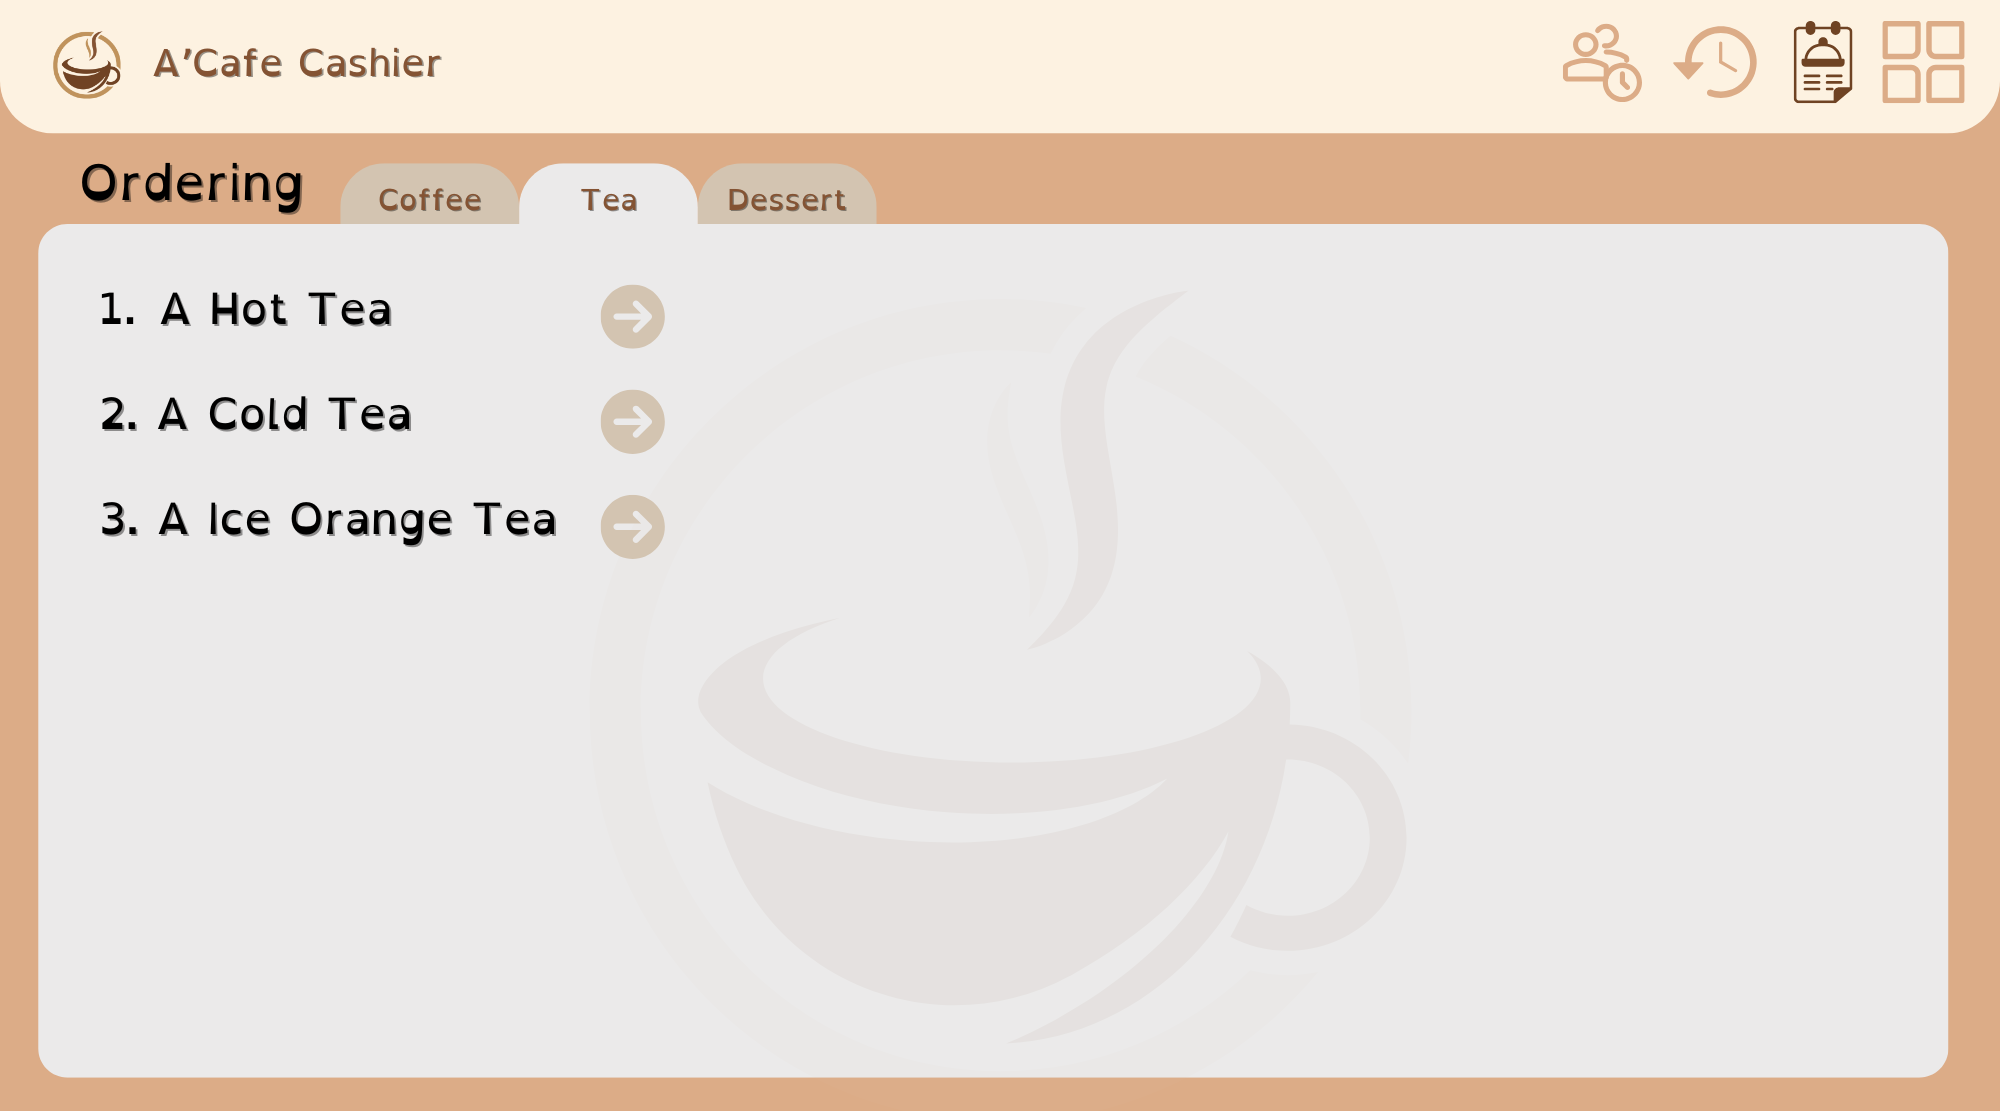 A’Cafe Cashier
Ordering
Coffee
Tea
Dessert
1. A Hot Tea
2. A Cold Tea
3. A Ice Orange Tea